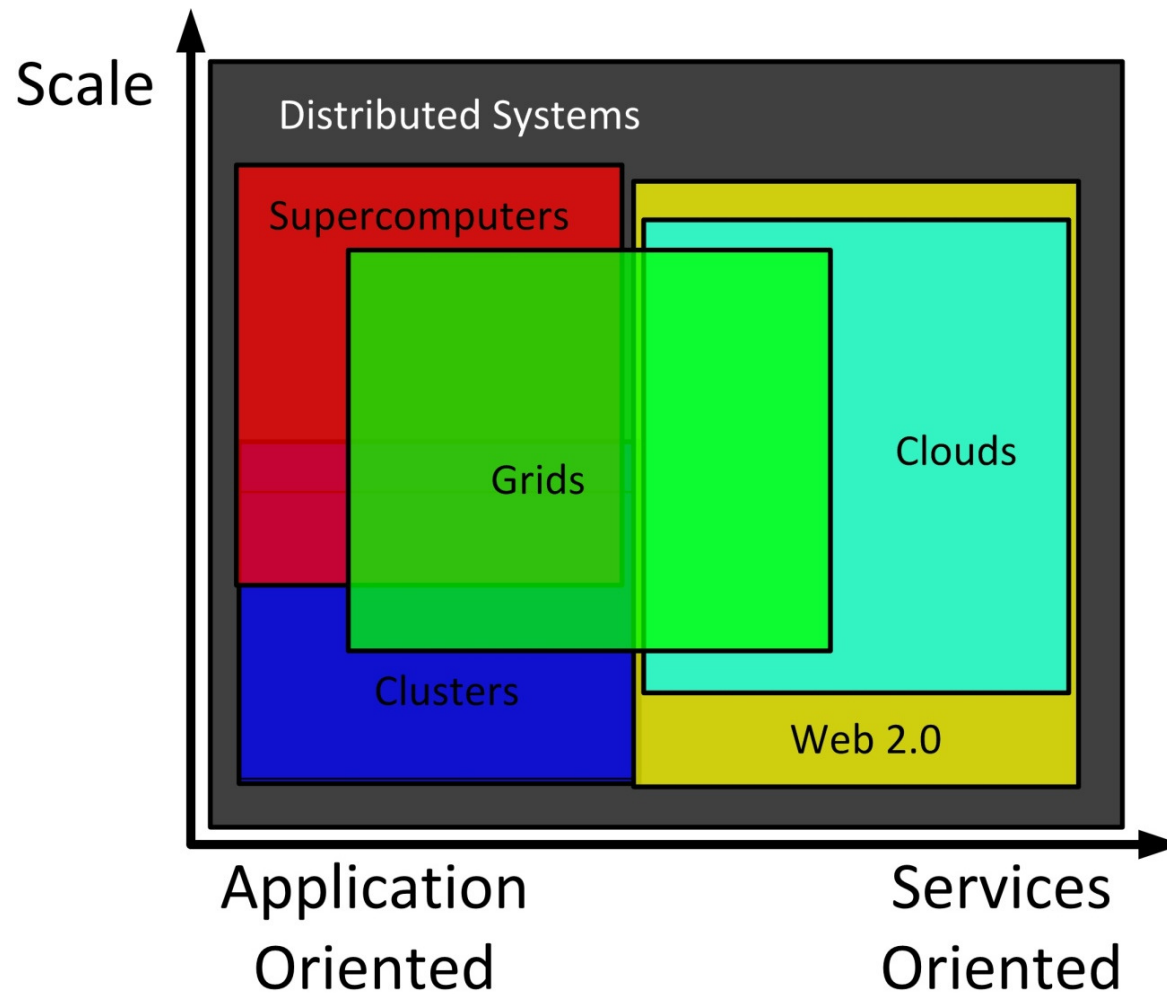 Scale
Distributed Systems
Supercomputers
Clouds
Grids
Clusters
Web 2.0
Application
Oriented
Services
Oriented